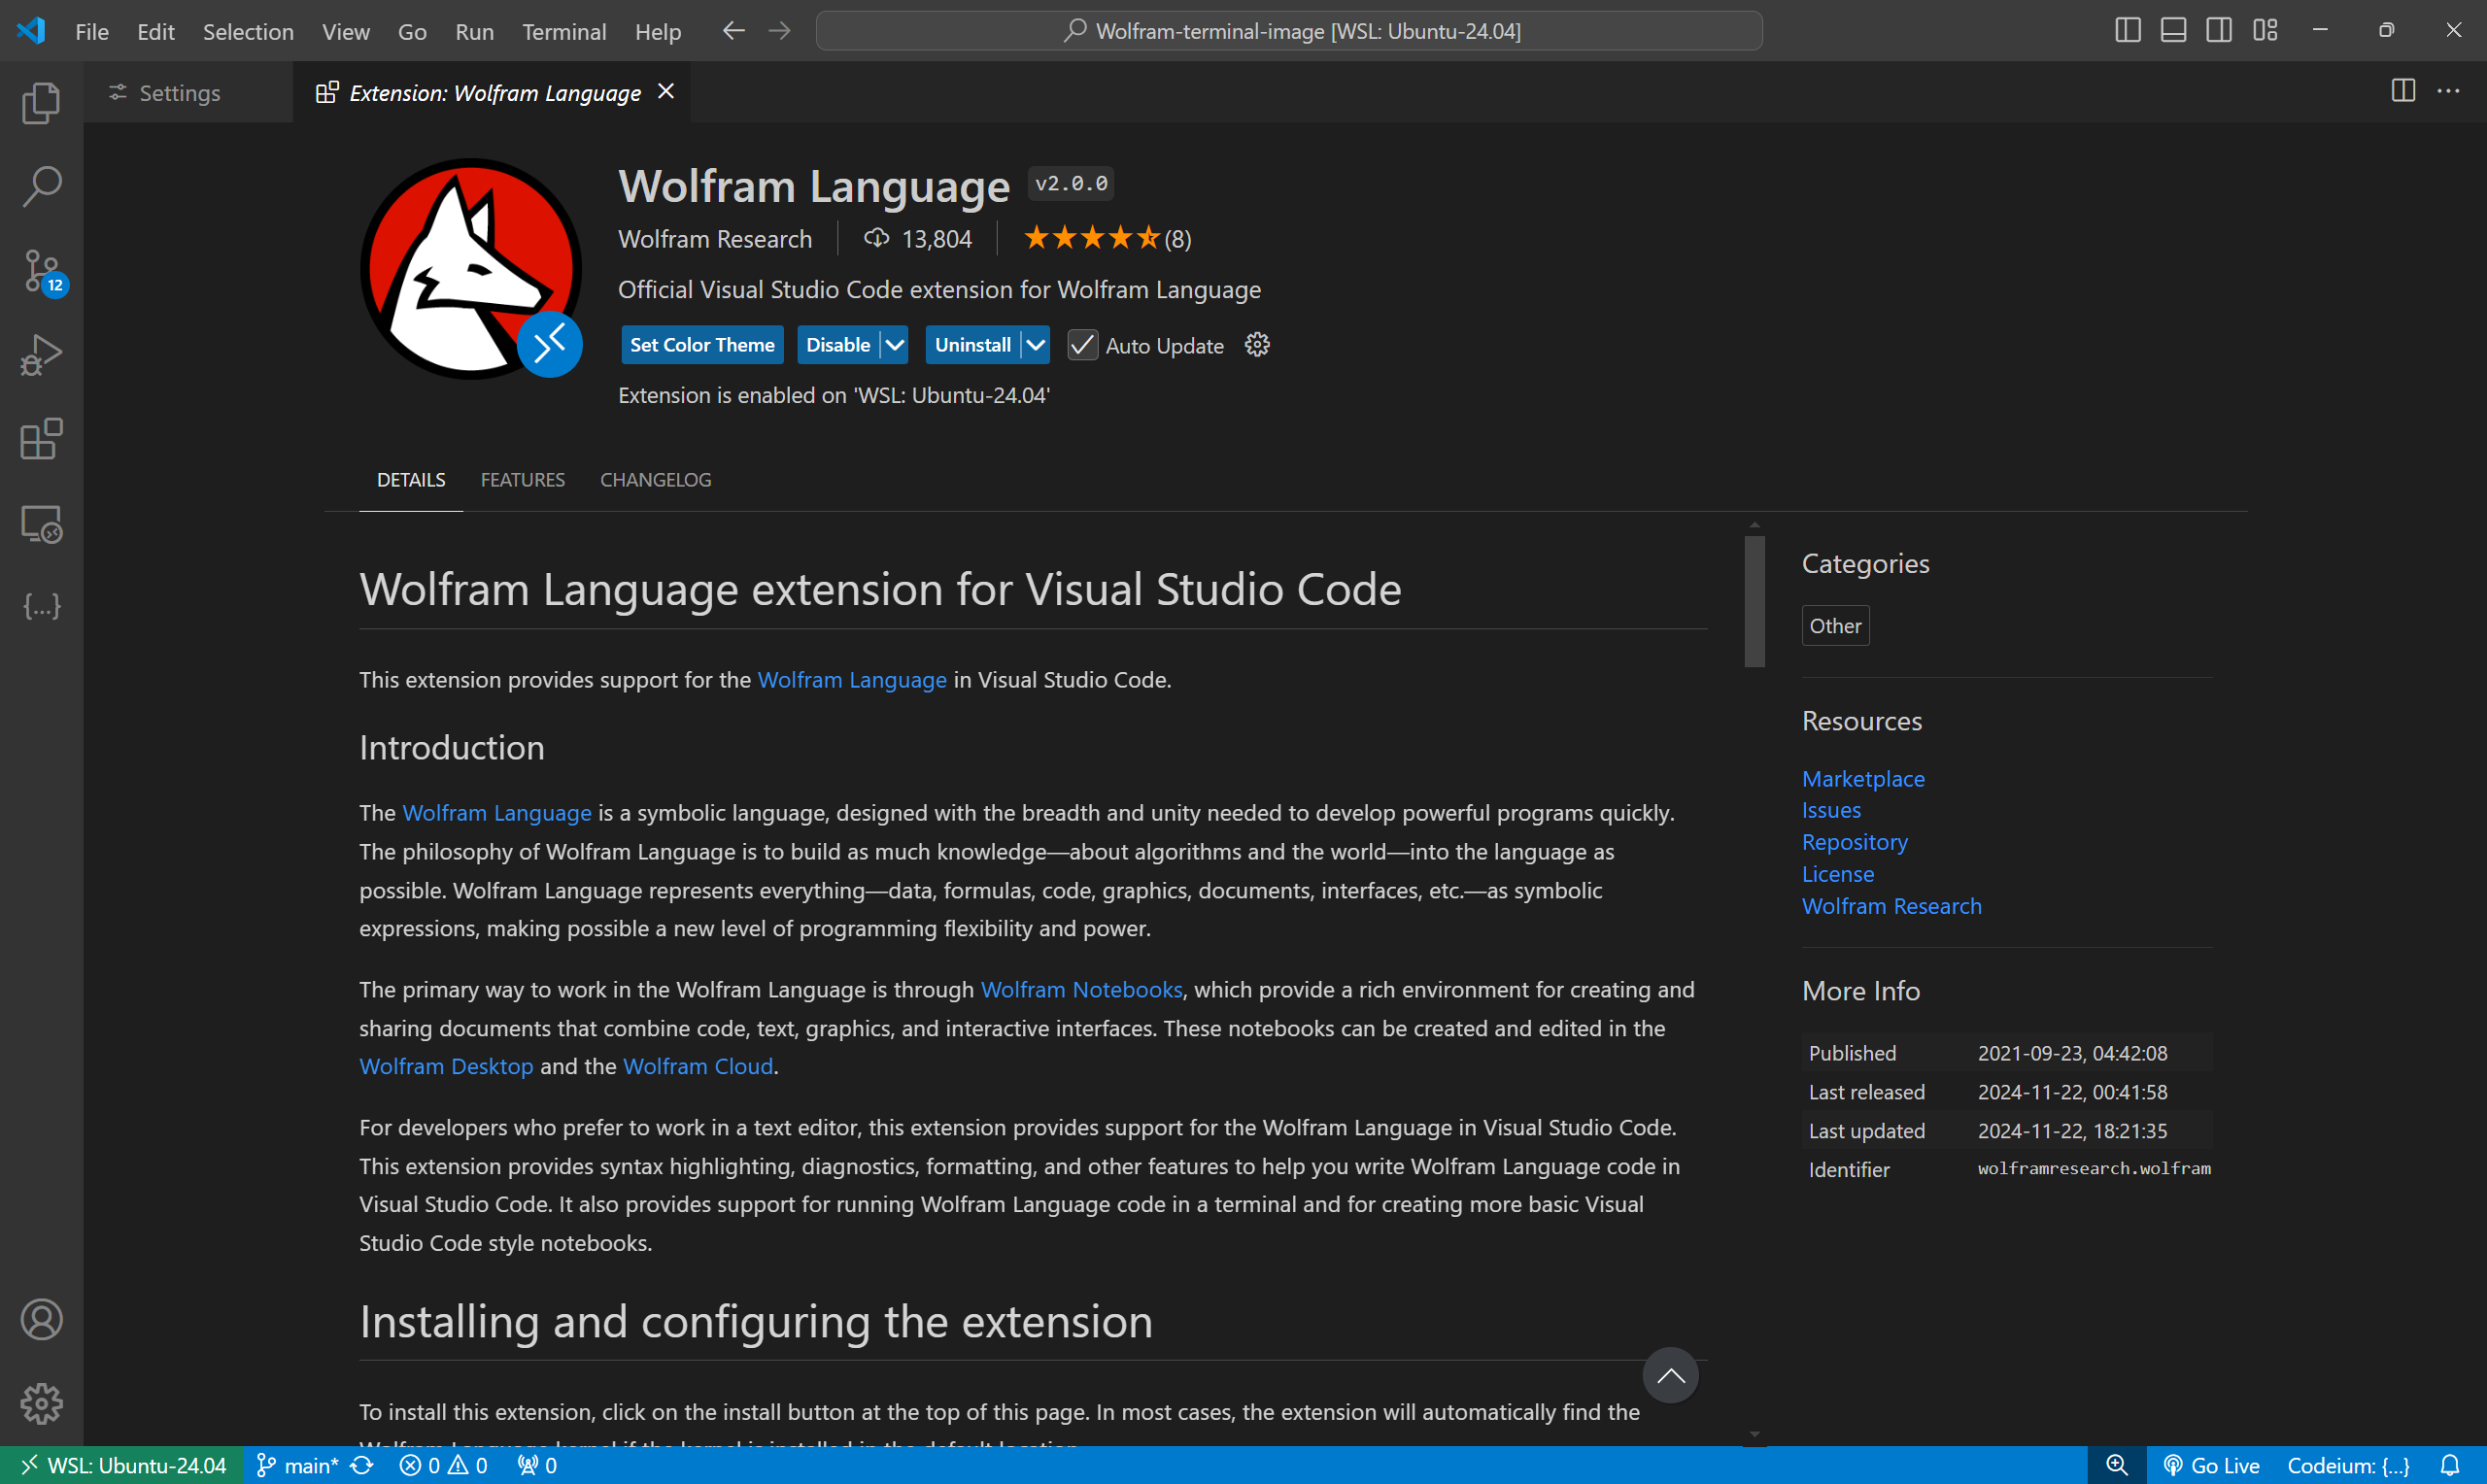 File Edit Selection View Go Run Terminal Help
Wolfram-terminal-image [WSL: Ubuntu-24.04]
Settings
Extension: Wolfram Language
Wolfram Language v2.0.0
Wolfram Research 13,804 (8)
Official Visual Studio Code extension for Wolfram Language
Set Color Theme Disable Uninstall Auto Update
Extension is enabled on 'WSL: Ubuntu-24.04'
12
{...}
DETAILS FEATURES CHANGELOG
Wolfram Language extension for Visual Studio Code
This extension provides support for the Wolfram Language in Visual Studio Code.
Introduction
The Wolfram Language is a symbolic language, designed with the breadth and unity needed to develop powerful programs quickly.
The philosophy of Wolfram Language is to build as much knowledge—about algorithms and the world—into the language as
possible. Wolfram Language represents everything—data, formulas, code, graphics, documents, interfaces, etc.—as symbolic
expressions, making possible a new level of programming flexibility and power.
The primary way to work in the Wolfram Language is through Wolfram Notebooks, which provide a rich environment for creating and
sharing documents that combine code, text, graphics, and interactive interfaces. These notebooks can be created and edited in the
Wolfram Desktop and the Wolfram Cloud.
For developers who prefer to work in a text editor, this extension provides support for the Wolfram Language in Visual Studio Code.
This extension provides syntax highlighting, diagnostics, formatting, and other features to help you write Wolfram Language code in
Visual Studio Code. It also provides support for running Wolfram Language code in a terminal and for creating more basic Visual
Studio Code style notebooks.
Installing and configuring the extension
To install this extension, click on the install button at the top of this page. In most cases, the extension will automatically find the
Wolfram Language kernel if the kernel is installed in the default location.
Categories
Other
Resources
Marketplace
Issues
Repository
License
Wolfram Research
More Info
Published 2021-09-23, 04:42:08
Last released 2024-11-22, 00:41:58
Last updated 2024-11-22, 18:21:35
Identifier wolframresearch.wolfram
WSL: Ubuntu-24.04 main* 0 0 0 Go Live Codeium: {...}